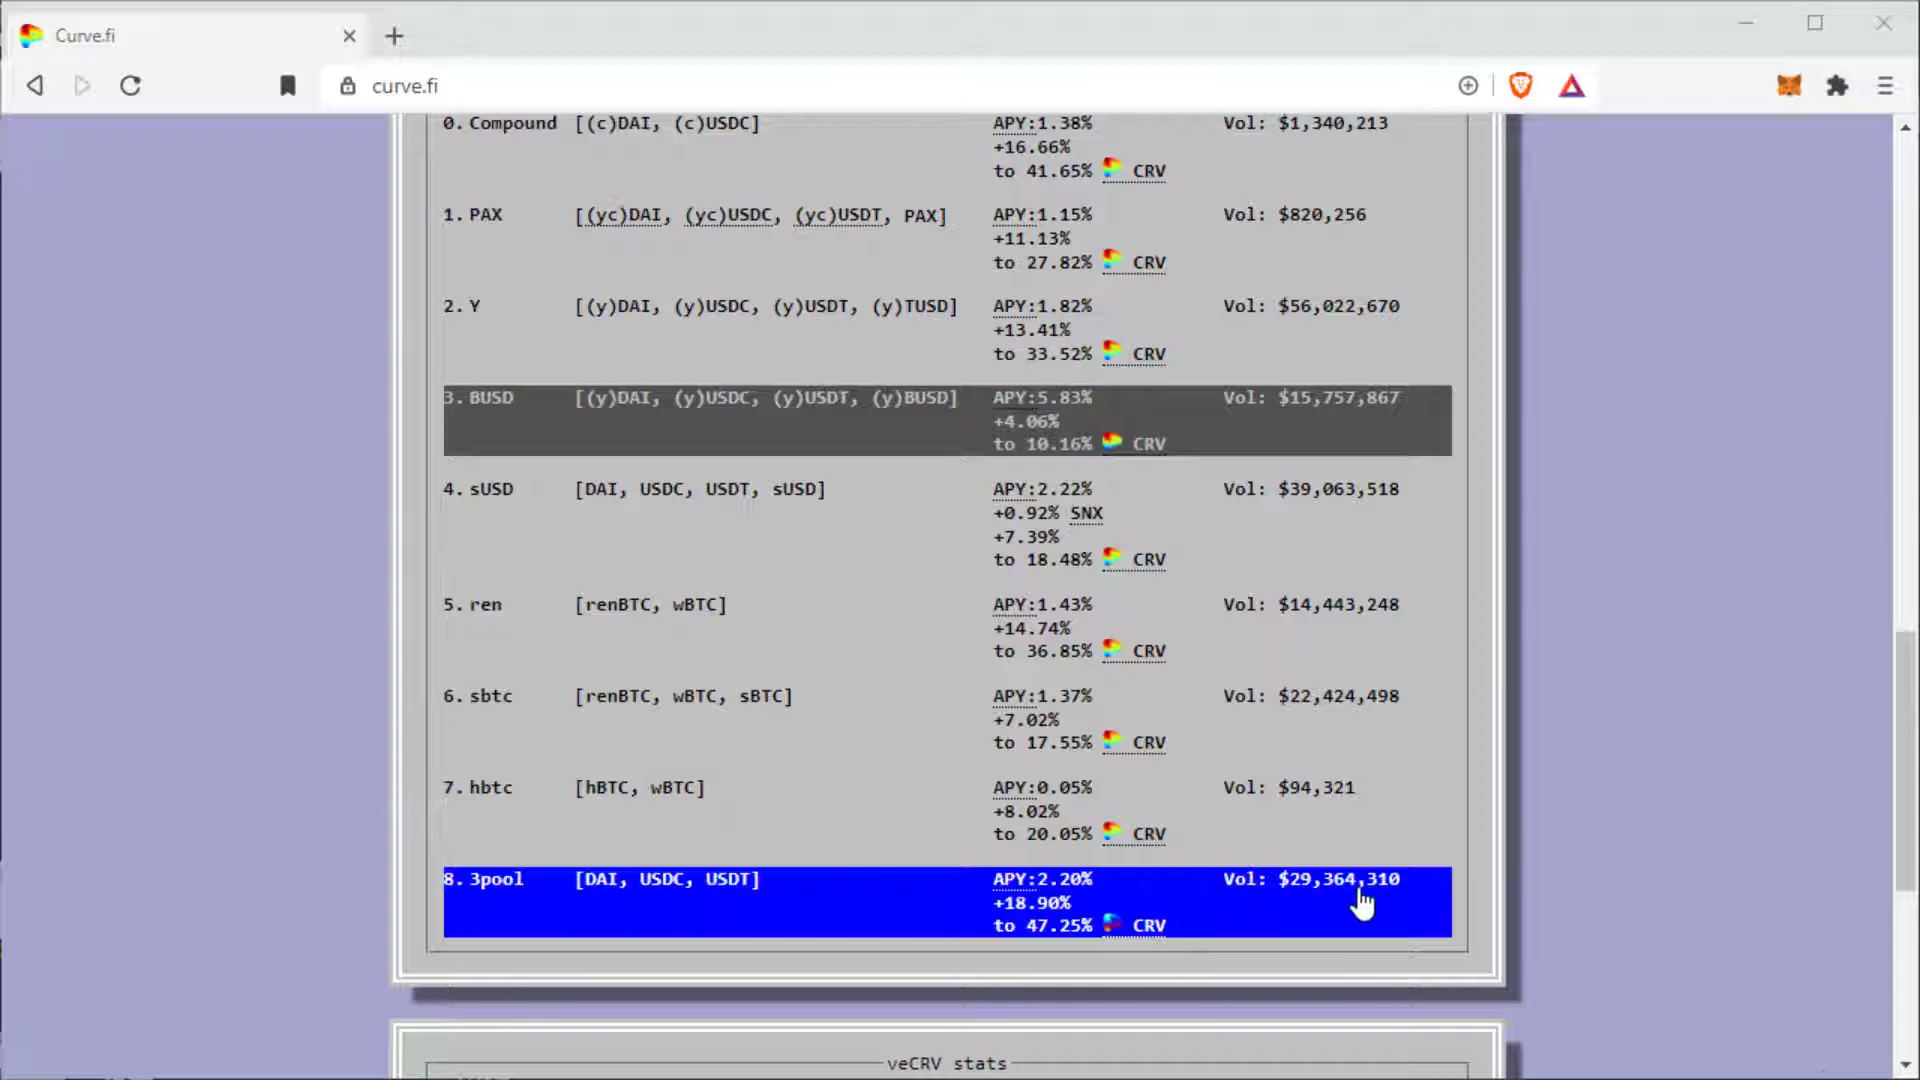 Curve.fi
curve.fi
0. Compound [(c)DAI, (c)USDC] APY:1.38% Vol: $1,340,213
+16.66%
to 41.65% CRV
1. PAX [(yc)DAI, (yc)USDC, (yc)USDT, PAX] APY:1.15% Vol: $820,256
+11.13%
to 27.82% CRV
2. Y [(y)DAI, (y)USDC, (y)USDT, (y)TUSD] APY:1.82% Vol: $56,022,670
+13.41%
to 33.52% CRV
3. BUSD [(y)DAI, (y)USDC, (y)USDT, (y)BUSD] APY:5.83% Vol: $15,757,867
+4.06%
to 10.16% CRV
4. sUSD [DAI, USDC, USDT, sUSD] APY:2.22% Vol: $39,063,518
+0.92% SNX
+7.39%
to 18.48% CRV
5. ren [renBTC, wBTC] APY:1.43% Vol: $14,443,248
+14.74%
to 36.85% CRV
6. sbtc [renBTC, wBTC, sBTC] APY:1.37% Vol: $22,424,498
+7.02%
to 17.55% CRV
7. hbtc [hBTC, wBTC] APY:0.05% Vol: $94,321
+8.02%
to 20.05% CRV
8. 3pool [DAI, USDC, USDT] APY:2.20% Vol: $29,364,310
+18.90%
to 47.25% CRV
veCRV stats